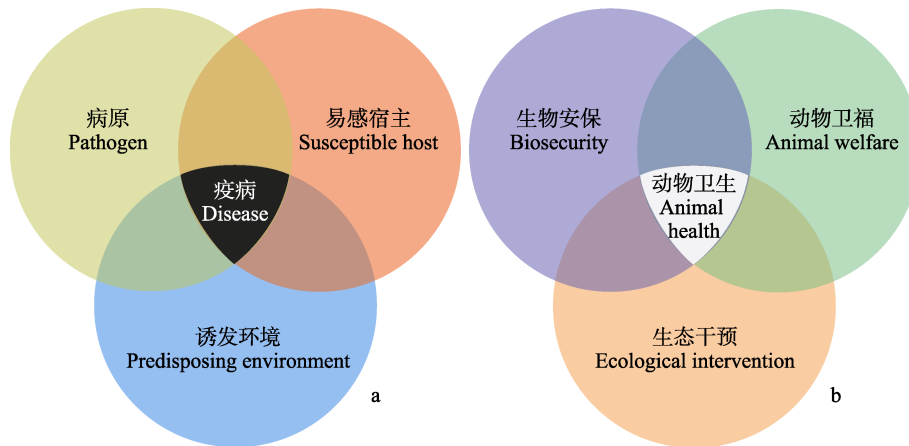 病原
Pathogen
易感宿主
Susceptible host
疫病
Disease
诱发环境
Predisposing environment
a
生物安保
Biosecurity
动物卫福
Animal welfare
动物卫生
Animal
health
生态干预
Ecological intervention
b